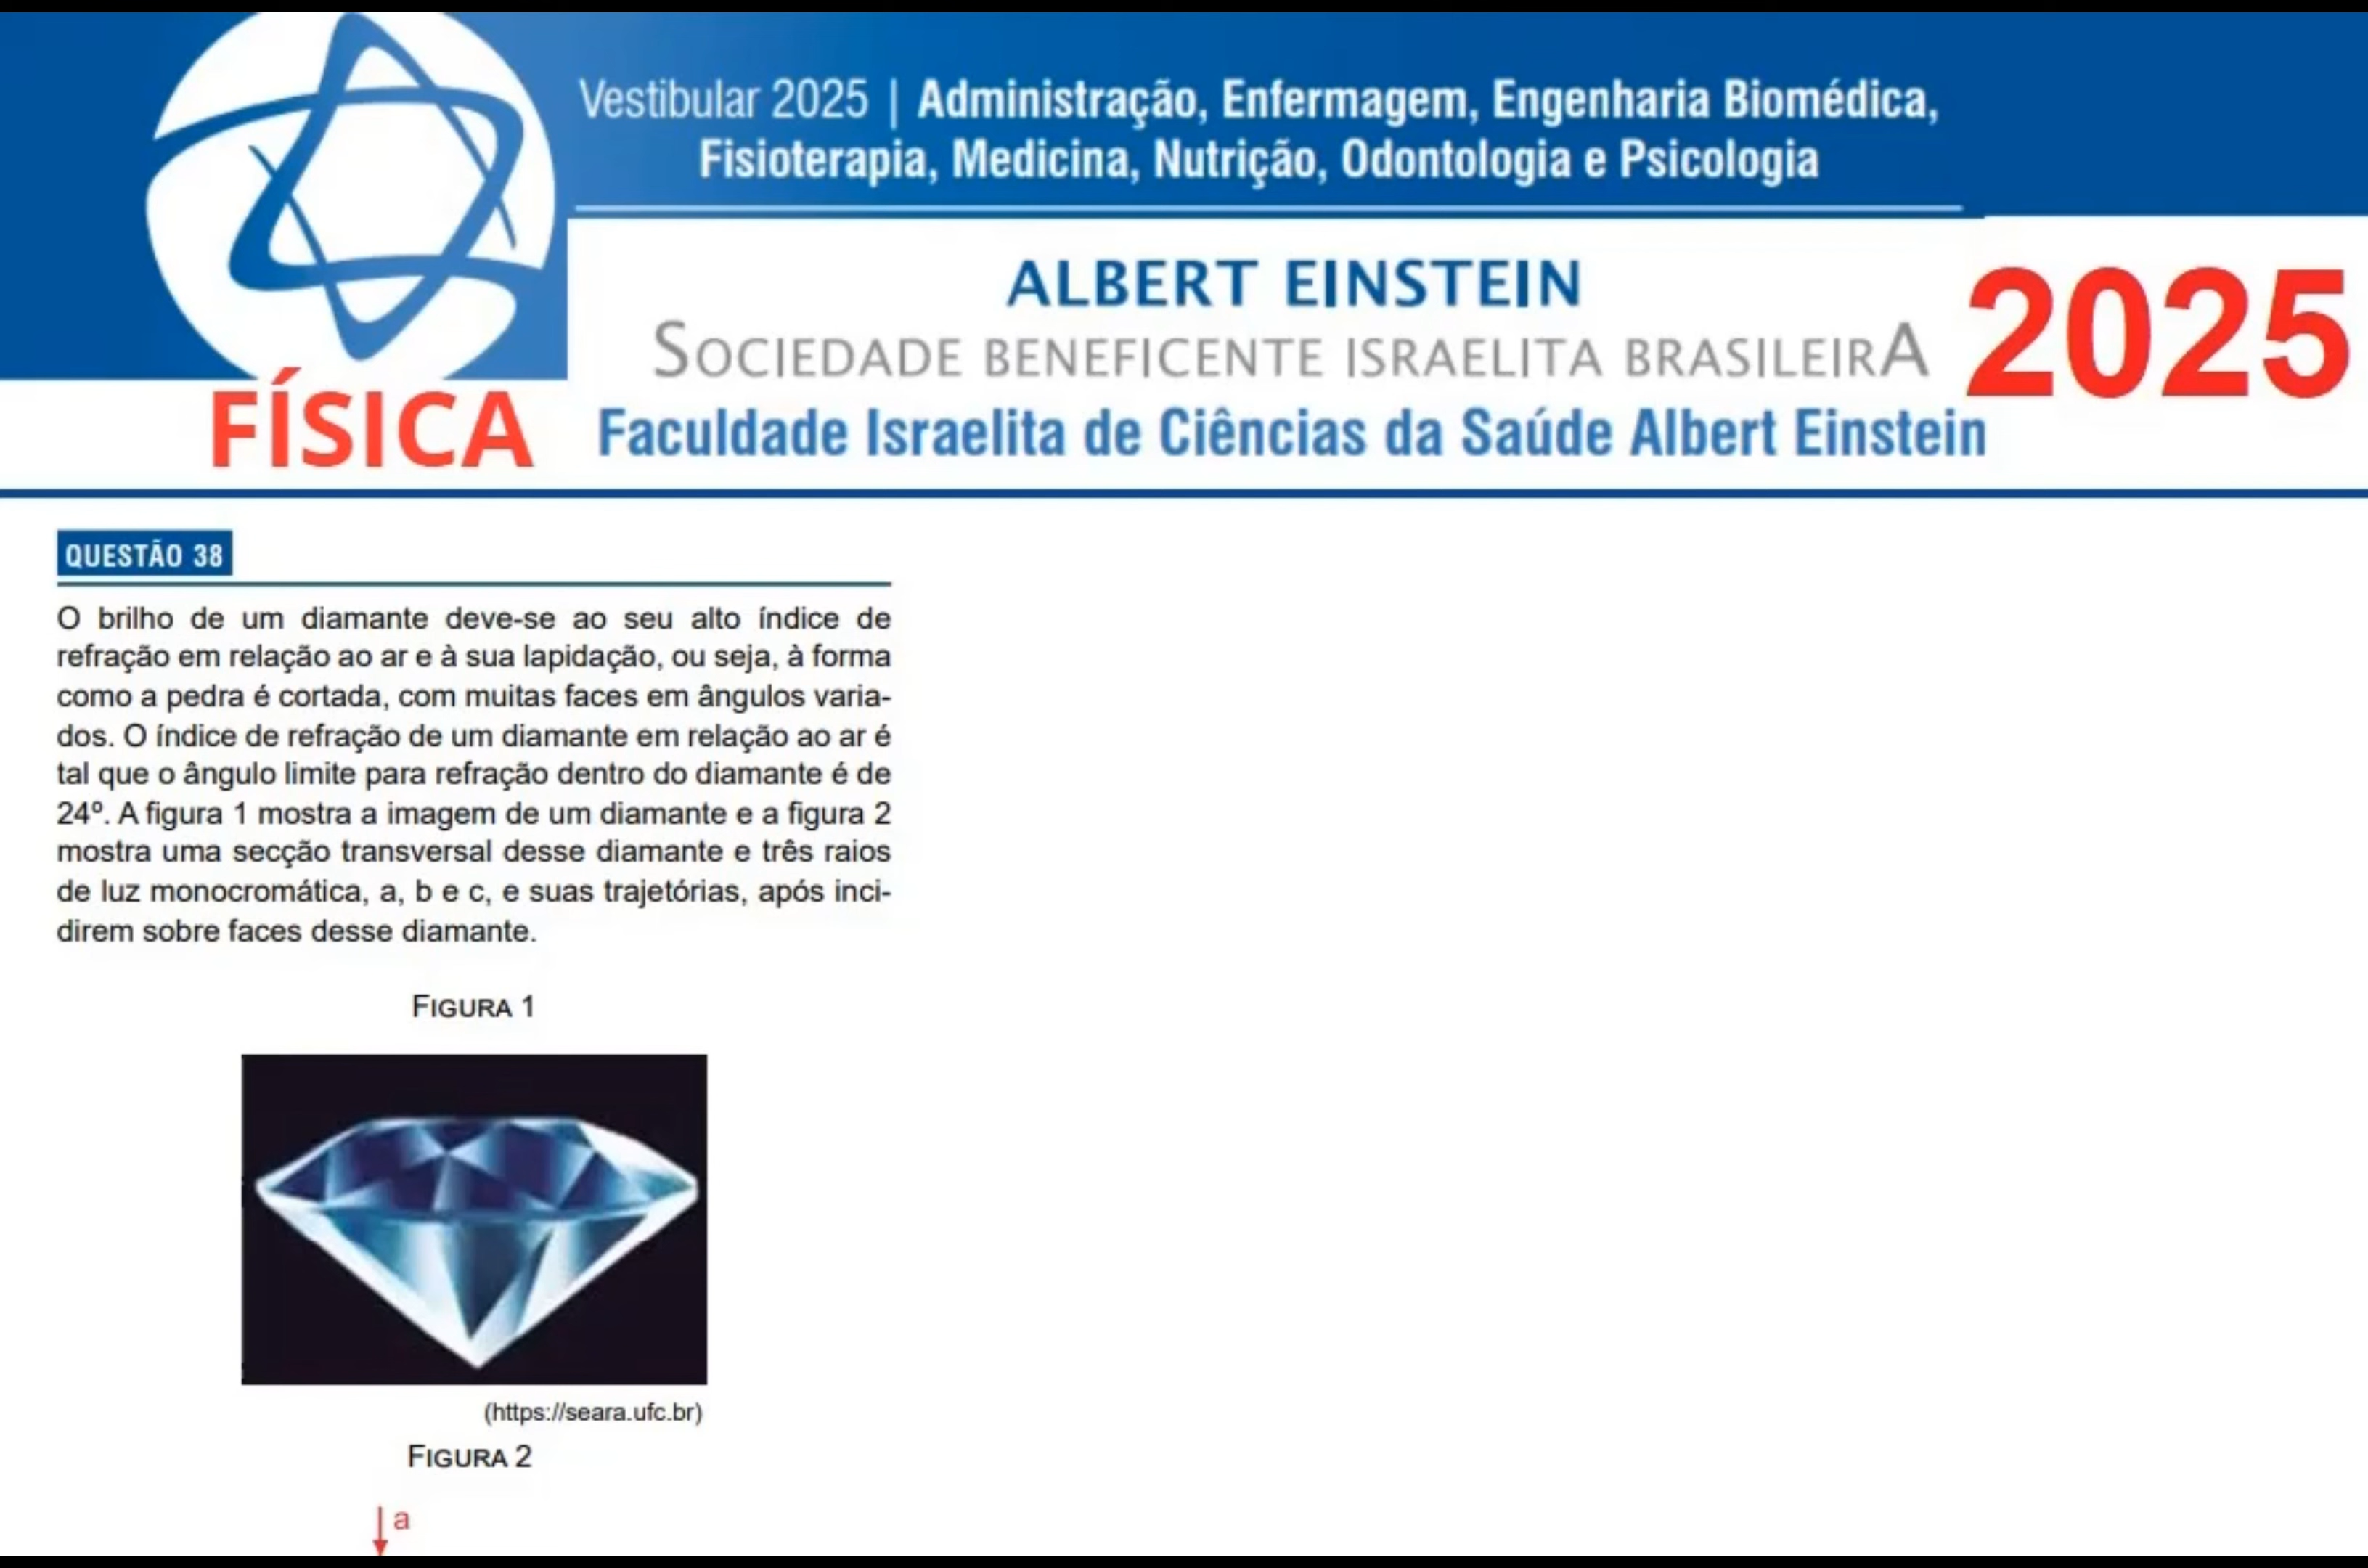 Vestibular 2025 | Administração, Enfermagem, Engenharia Biomédica,
Fisioterapia, Medicina, Nutrição, Odontologia e Psicologia
ALBERT EINSTEIN
SOCIEDADE BENEFICENTE ISRAELITA BRASILEIRA
2025
FÍSICA
Faculdade Israelita de Ciências da Saúde Albert Einstein
QUESTÃO 38
O brilho de um diamante deve-se ao seu alto índice de
refração em relação ao ar e à sua lapidação, ou seja, à forma
como a pedra é cortada, com muitas faces em ângulos varia-
dos. O índice de refração de um diamante em relação ao ar é
tal que o ângulo limite para refração dentro do diamante é de
24º. A figura 1 mostra a imagem de um diamante e a figura 2
mostra uma secção transversal desse diamante e três raios
de luz monocromática, a, b e c, e suas trajetórias, após inci-
direm sobre faces desse diamante.
FIGURA 1
(https://seara.ufc.br)
FIGURA 2
a